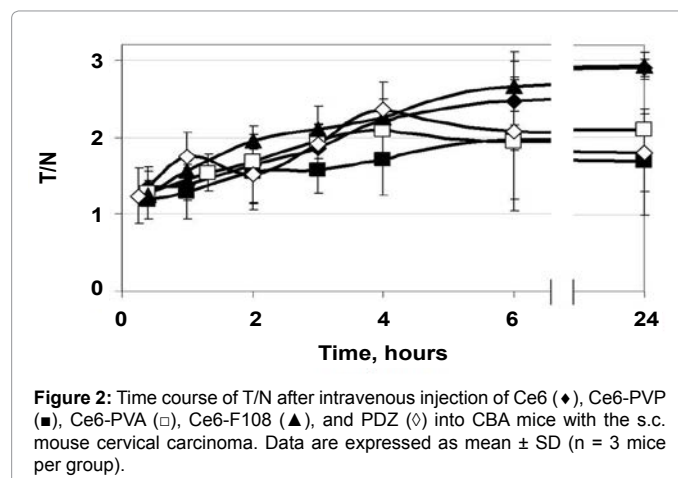 3
2
1
0
T/N
0
2
4
6
24
Time, hours
Figure 2: Time course of T/N after intravenous injection of Ce6 (♦), Ce6-PVP
(■), Ce6-PVA (□), Ce6-F108 (▲), and PDZ (◊) into CBA mice with the s.c.
mouse cervical carcinoma. Data are expressed as mean ± SD (n = 3 mice
per group).